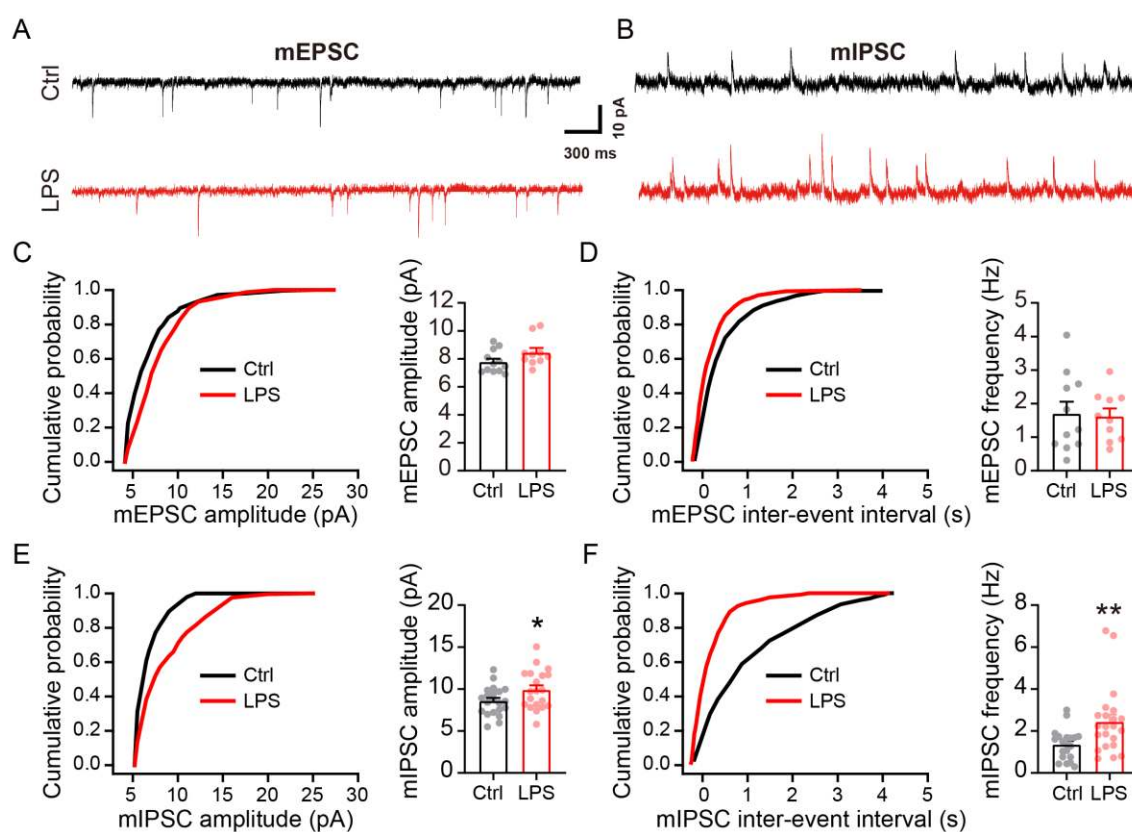 A
mEPSC
B
mIPSC
Ctrl
10 pA
300 ms
LPS
C
Cumulative probability
1.0
0.8
0.6
0.4
0.2
0.0
Ctrl
LPS
5 10 15 20 25 30
mEPSC amplitude (pA)
mEPSC amplitude (pA)
12
10
8
6
4
2
0
Ctrl LPS
D
Cumulative probability
1.0
0.8
0.6
0.4
0.2
0.0
Ctrl
LPS
0 1 2 3 4 5
mEPSC inter-event interval (s)
mEPSC frequency (Hz)
5
4
3
2
1
0
Ctrl LPS
E
Cumulative probability
1.0
0.8
0.6
0.4
0.2
0.0
Ctrl
LPS
5 10 15 20 25 30
mIPSC amplitude (pA)
mIPSC amplitude (pA)
20
15
10
5
0
*
Ctrl LPS
F
Cumulative probability
1.0
0.8
0.6
0.4
0.2
0.0
Ctrl
LPS
0 1 2 3 4 5
mIPSC inter-event interval (s)
mIPSC frequency (Hz)
8
6
4
2
0
**
Ctrl LPS